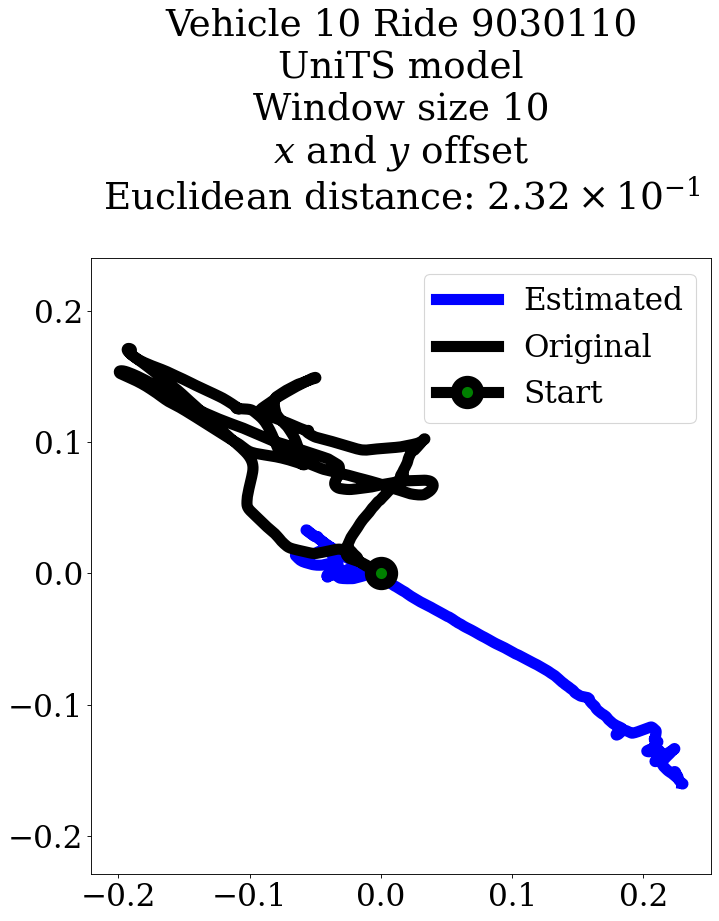 Vehicle 10 Ride 9030110
UniTS model
Window size 10
x and y offset
Euclidean distance: 2.32 × 10⁻¹
Estimated
Original
Start
0.2
0.1
0.0
−0.1
−0.2
−0.2 −0.1 0.0 0.1 0.2